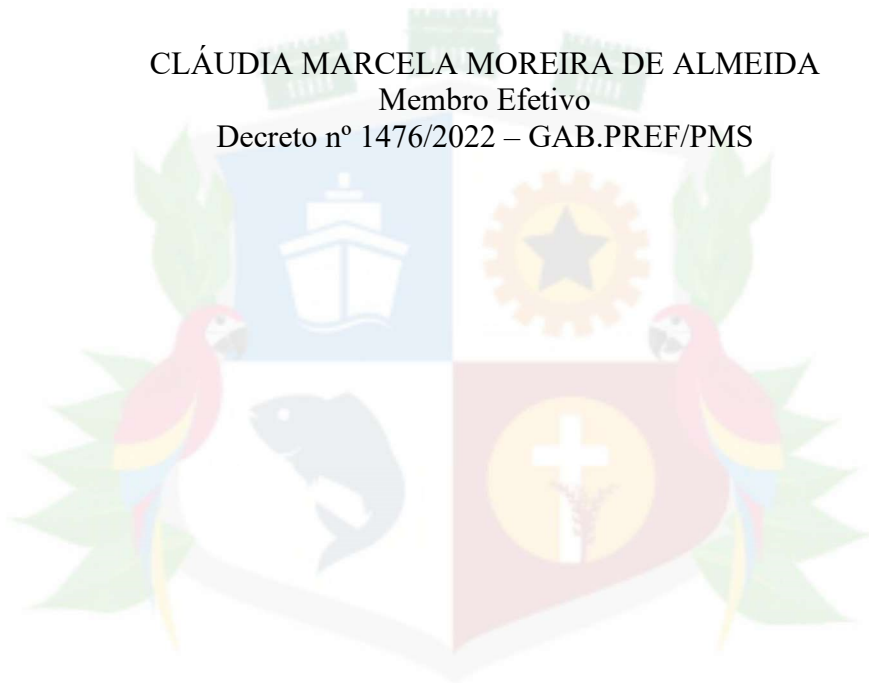 CLÁUDIA MARCELA MOREIRA DE ALMEIDA
Membro Efetivo
Decreto nº 1476/2022 – GAB.PREF/PMS